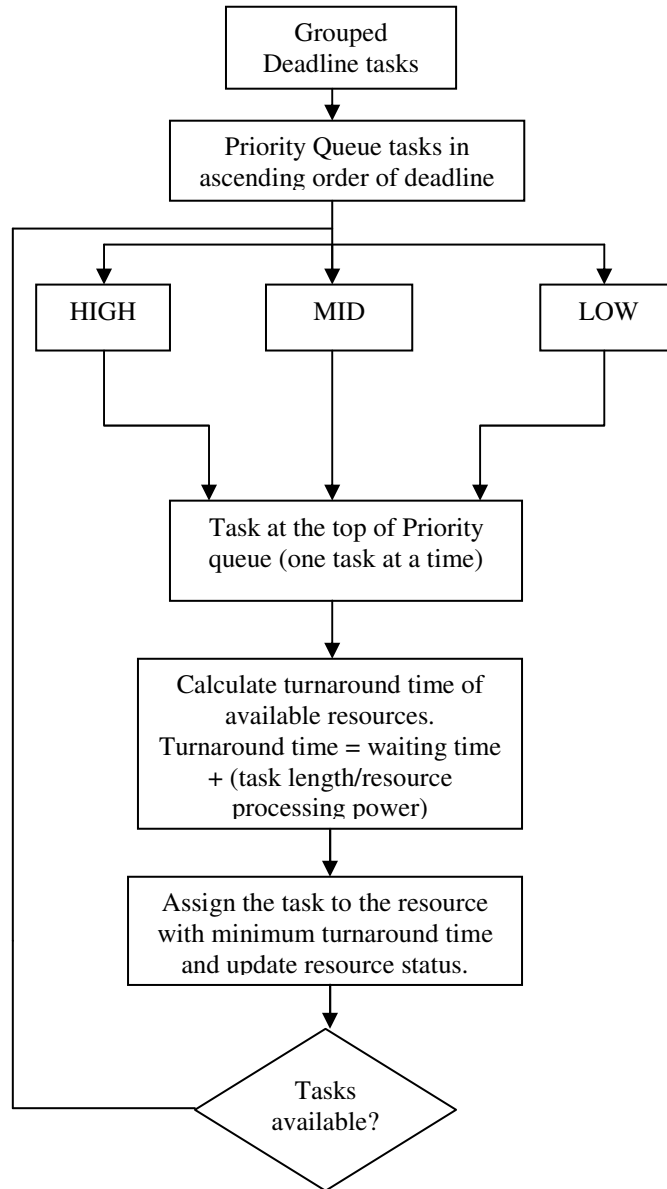 Grouped
Deadline tasks
Priority Queue tasks in
ascending order of deadline
HIGH
MID
LOW
Task at the top of Priority
queue (one task at a time)
Calculate turnaround time of
available resources.
Turnaround time = waiting time
+ (task length/resource
processing power)
Assign the task to the resource
with minimum turnaround time
and update resource status.
Tasks
available?